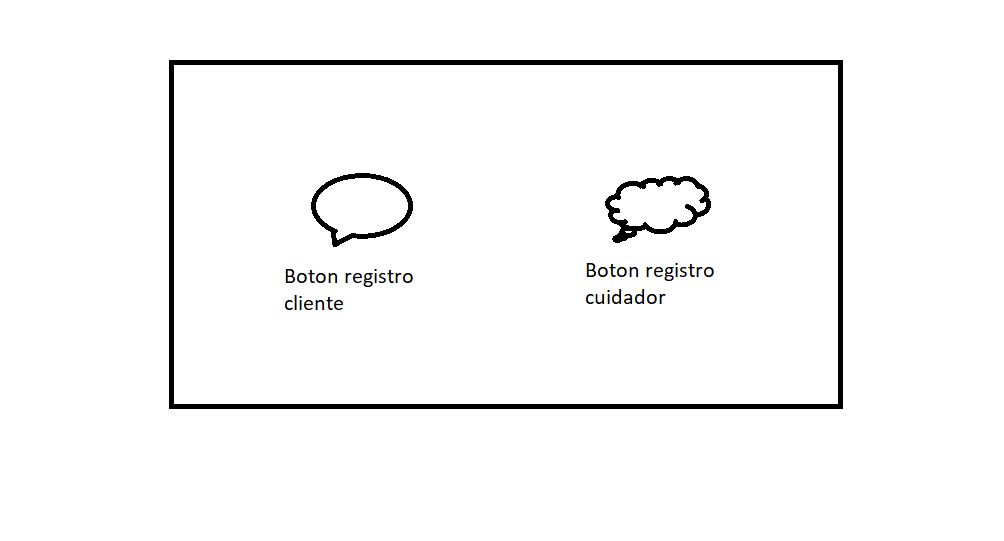 Boton registro
cliente
Boton registro
cuidador